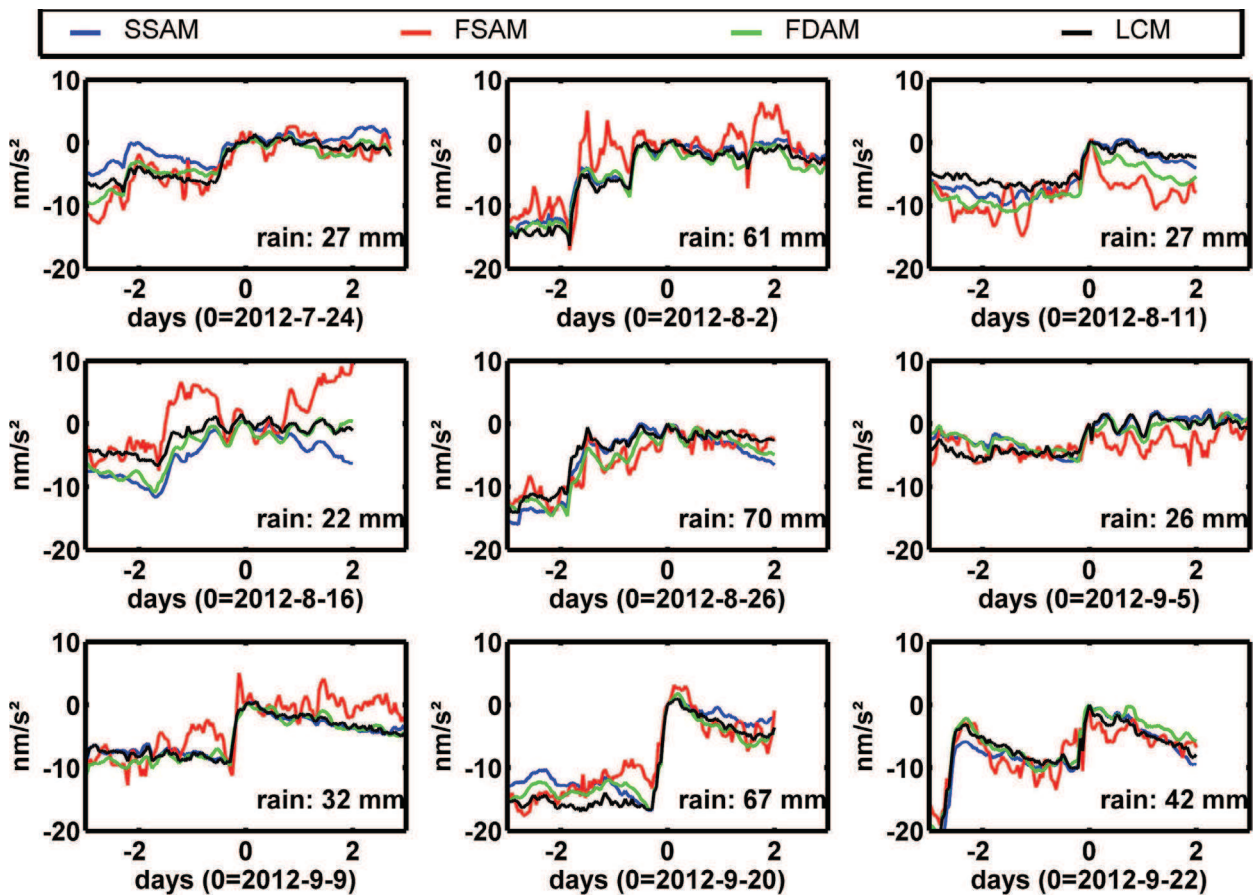 SSAM FSAM FDAM LCM
10 10 10
0 0 0
-10 -10 -10
-20 -20 -20
nm/s² nm/s² nm/s²
rain: 27 mm rain: 61 mm rain: 27 mm
-2 0 2 -2 0 2 -2 0 2
days (0=2012-7-24) days (0=2012-8-2) days (0=2012-8-11)
10 10 10
0 0 0
-10 -10 -10
-20 -20 -20
nm/s² nm/s² nm/s²
rain: 22 mm rain: 70 mm rain: 26 mm
-2 0 2 -2 0 2 -2 0 2
days (0=2012-8-16) days (0=2012-8-26) days (0=2012-9-5)
10 10 10
0 0 0
-10 -10 -10
-20 -20 -20
nm/s² nm/s² nm/s²
rain: 32 mm rain: 67 mm rain: 42 mm
-2 0 2 -2 0 2 -2 0 2
days (0=2012-9-9) days (0=2012-9-20) days (0=2012-9-22)